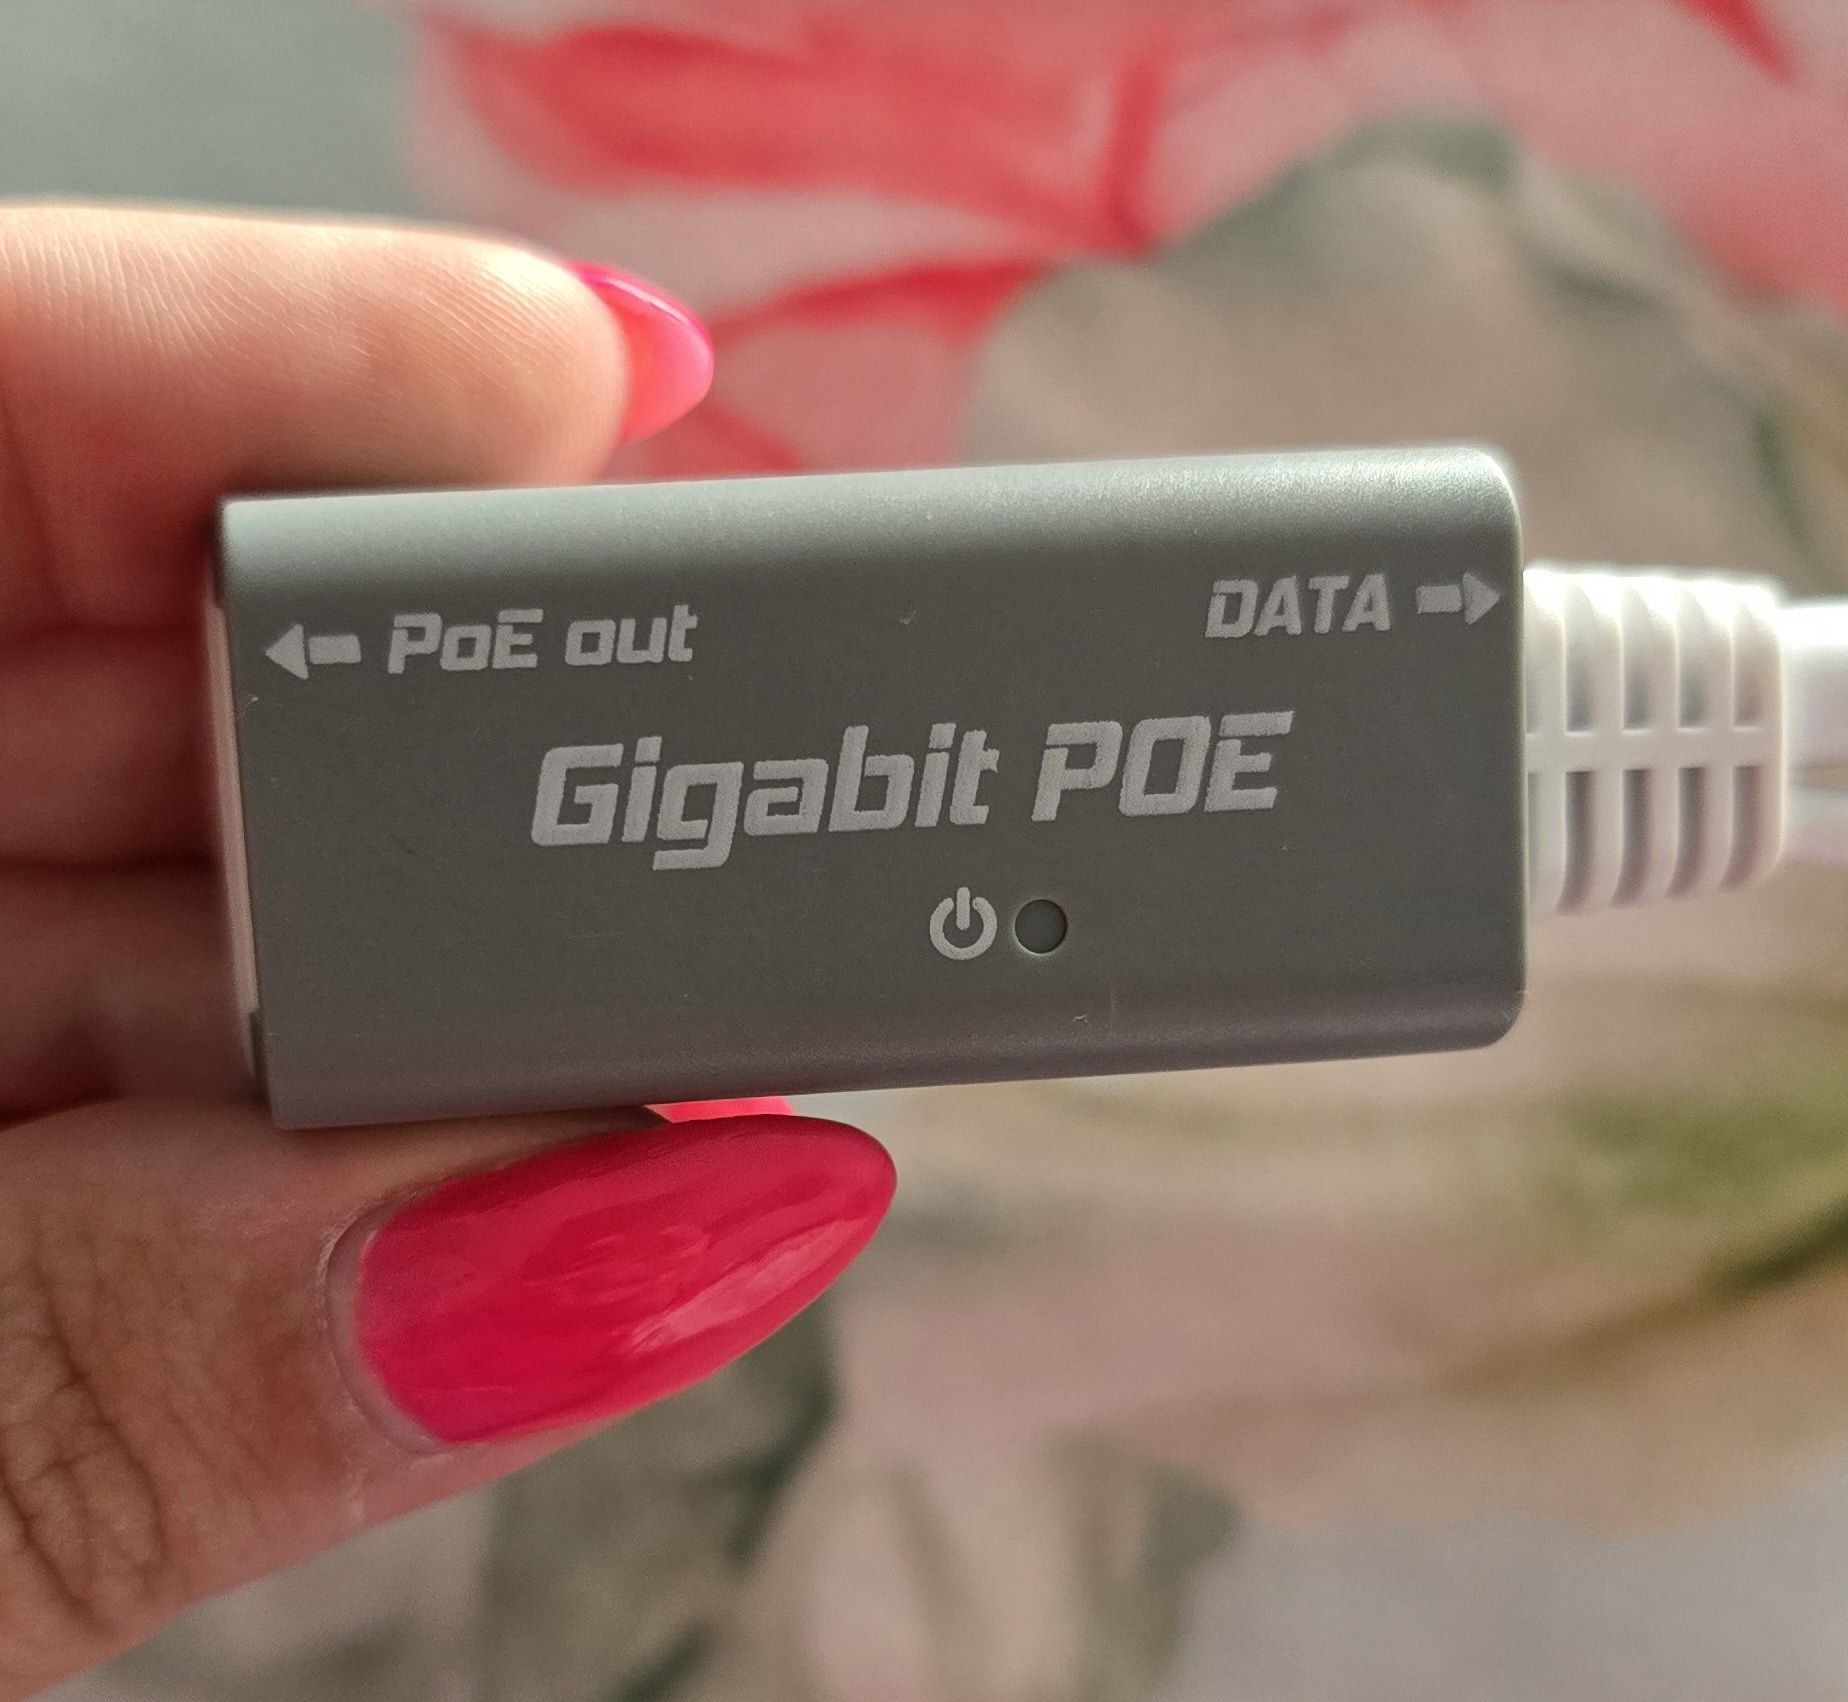 ← PoE out
DATA →
Gigabit POE